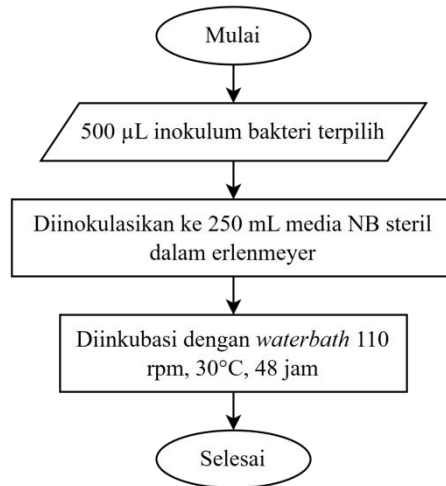 Mulai
500 µL inokulum bakteri terpilih
Diinokulasikan ke 250 mL media NB steril
dalam erlenmeyer
Diinkubasi dengan waterbath 110
rpm, 30°C, 48 jam
Selesai